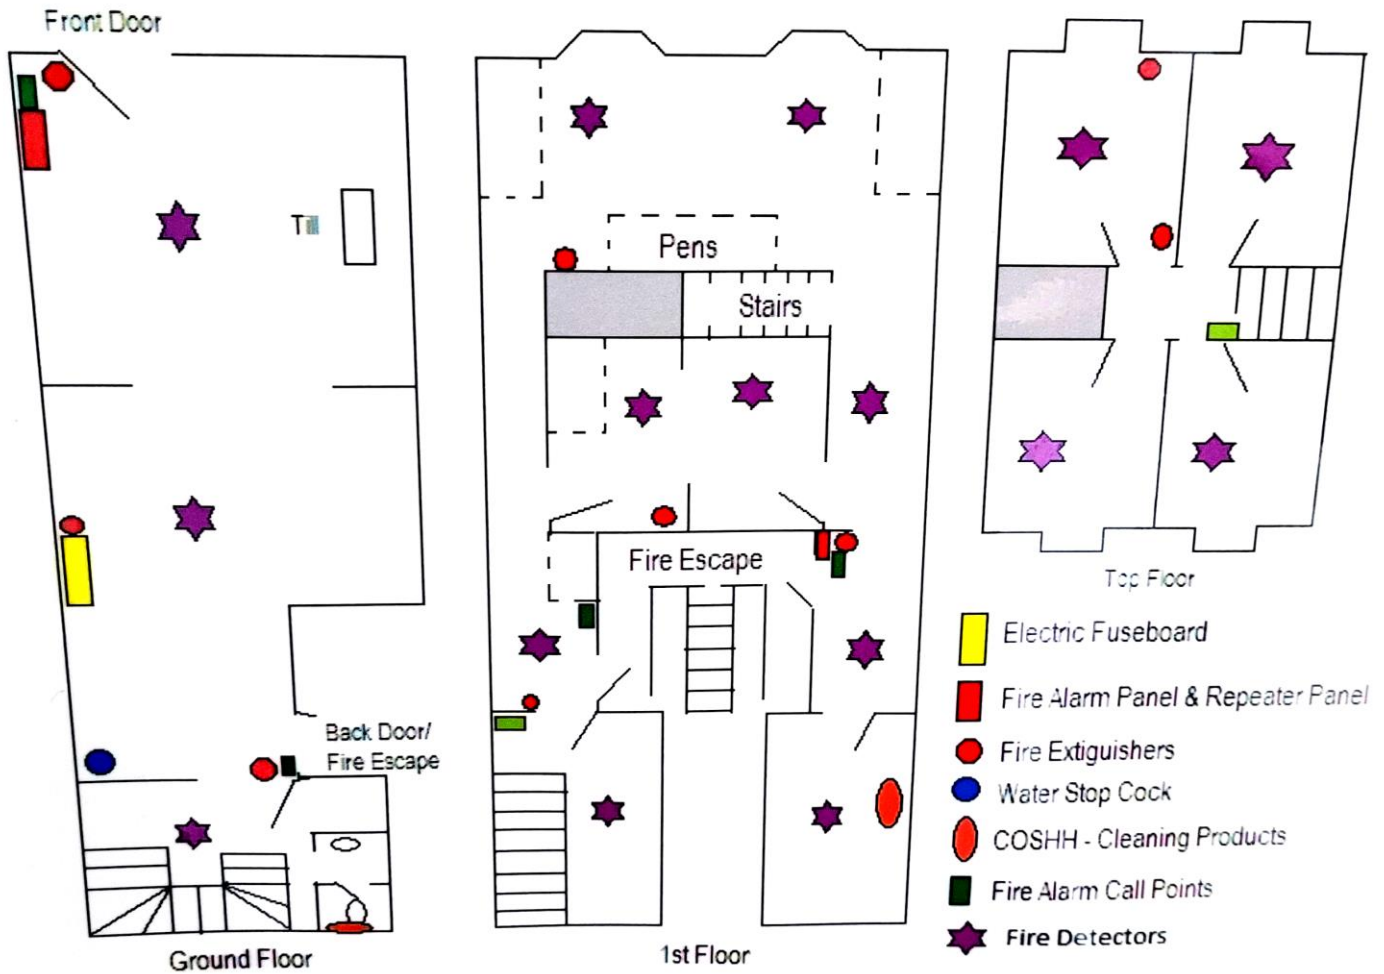 Front Door
Till
Pens
Stairs
Fire Escape
Back Door/
Fire Escape
Ground Floor
1st Floor
Top Floor
Electric Fuseboard
Fire Alarm Panel & Repeater Panel
Fire Extiguishers
Water Stop Cock
COSHH - Cleaning Products
Fire Alarm Call Points
Fire Detectors